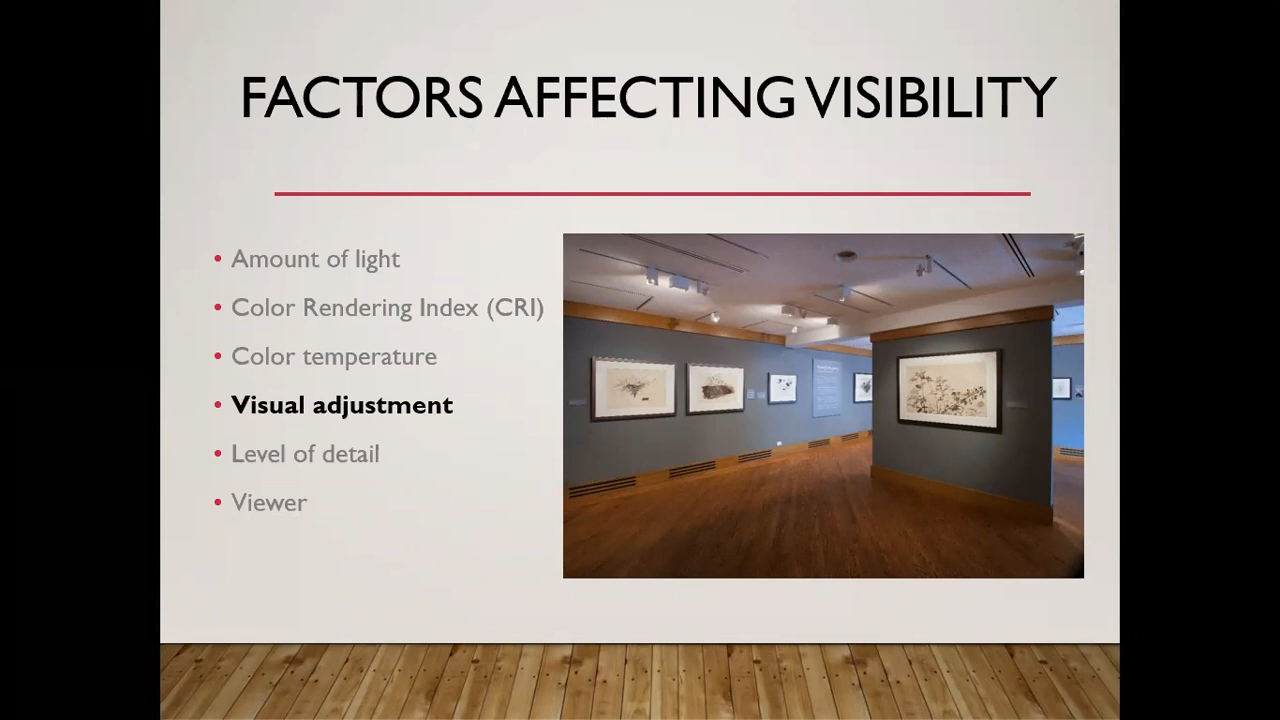 FACTORS AFFECTING VISIBILITY
• Amount of light
• Color Rendering Index (CRI)
• Color temperature
• Visual adjustment
• Level of detail
• Viewer